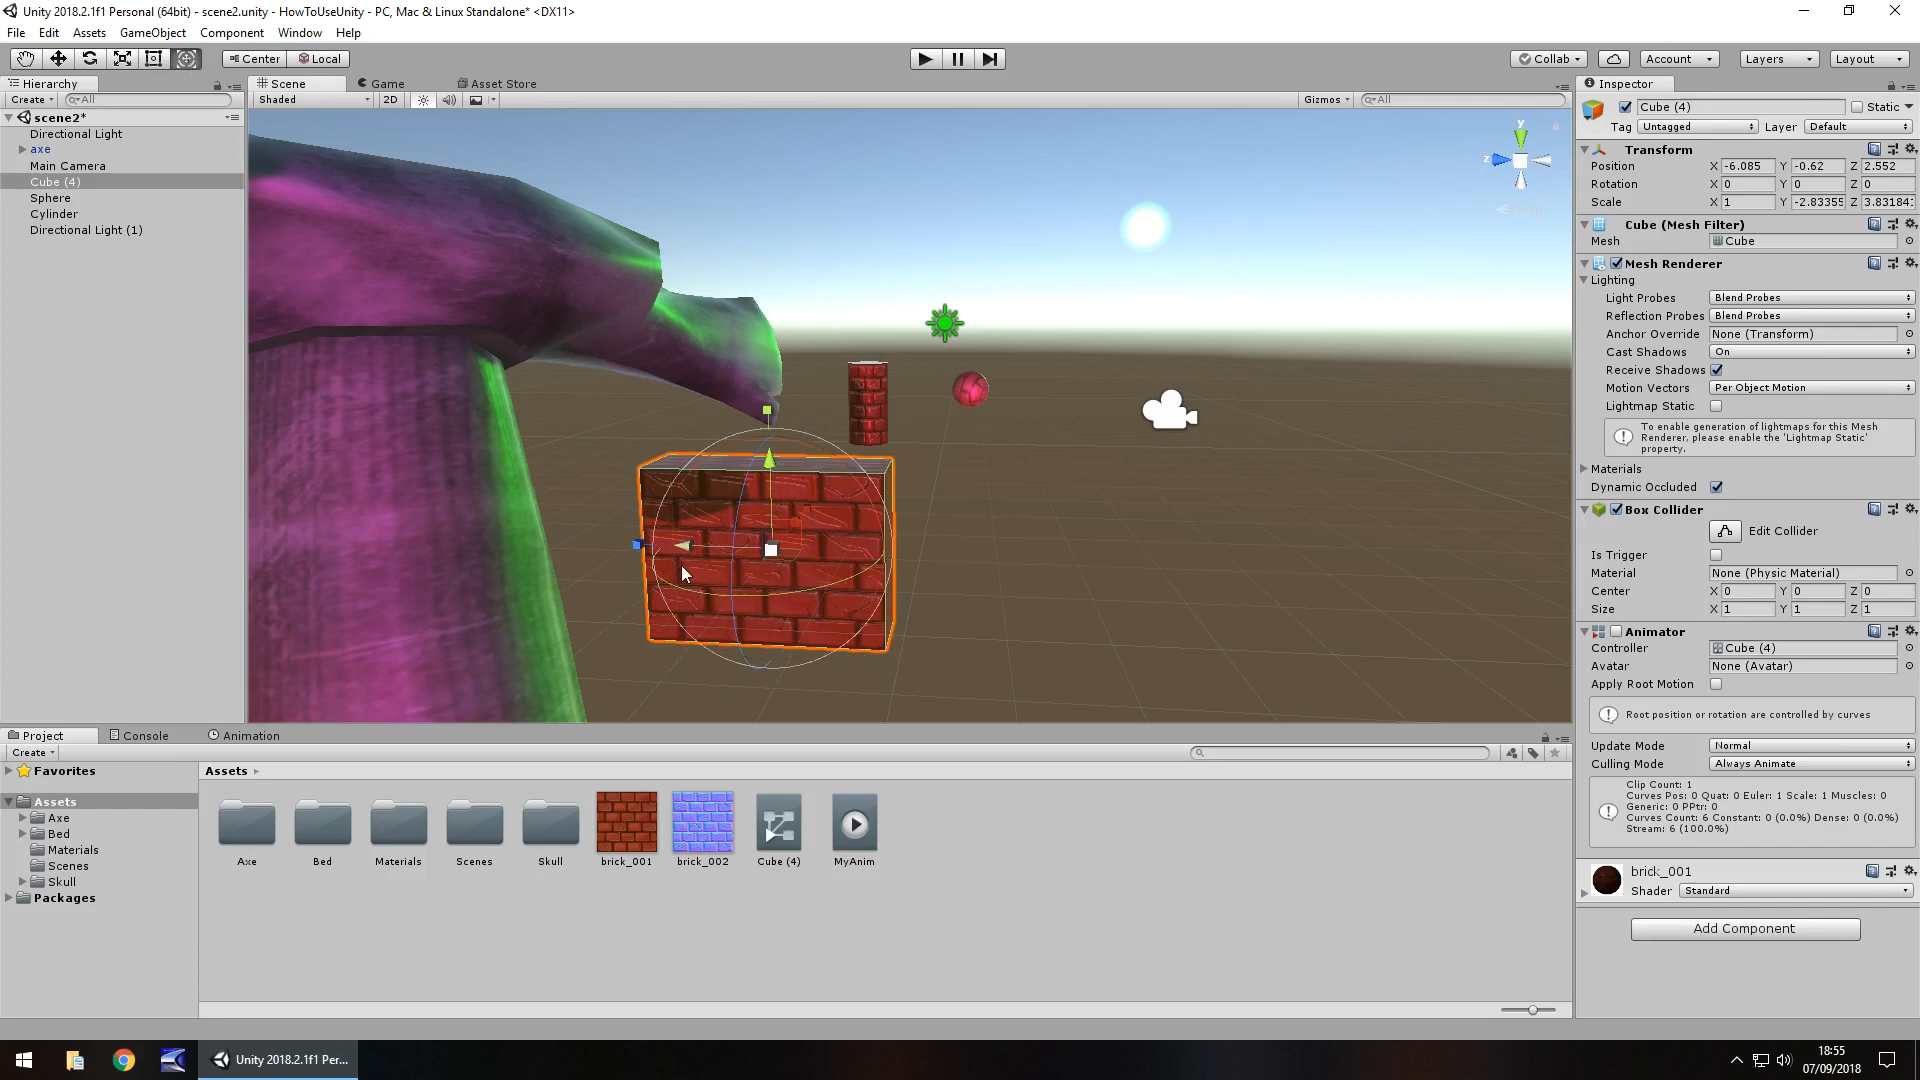 Unity 2018.2.1f1 Personal (64bit) - scene2.unity - HowToUseUnity - PC, Mac & Linux Standalone* <DX11>
File Edit Assets GameObject Component Window Help
Center Local Collab Account Layers Layout
Hierarchy Scene Game Asset Store Inspector
Create All Shaded 2D Gizmos All
Cube (4) Static
Tag Untagged Layer Default
scene2*
Directional Light
axe
Main Camera
Cube (4)
Sphere
Cylinder
Directional Light (1)
y
z
Transform
Position X -6.085 Y -0.62 Z 2.552
Rotation X 0 Y 0 Z 0
Scale X 1 Y -2.83355 Z 3.83184
Cube (Mesh Filter)
Mesh Cube
Mesh Renderer
Lighting
Light Probes Blend Probes
Reflection Probes Blend Probes
Anchor Override None (Transform)
Cast Shadows On
Receive Shadows
Motion Vectors Per Object Motion
Lightmap Static
To enable generation of lightmaps for this Mesh
Renderer, please enable the 'Lightmap Static'
property.
Materials
Dynamic Occluded
Box Collider
Edit Collider
Is Trigger
Material None (Physic Material)
Center X 0 Y 0 Z 0
Size X 1 Y 1 Z 1
Animator
Controller Cube (4)
Avatar None (Avatar)
Apply Root Motion
Root position or rotation are controlled by curves
Update Mode Normal
Culling Mode Always Animate
Clip Count: 1
Curves Pos: 0 Quat: 0 Euler: 1 Scale: 1 Muscles: 0
Generic: 0 PPtr: 0
Curves Count: 6 Constant: 0 (0.0%) Dense: 0 (0.0%)
Stream: 6 (100.0%)
brick_001
Shader Standard
Add Component
Project Console Animation
Create
Favorites
Assets
Axe
Bed
Materials
Scenes
Skull
Packages
Assets
Axe Bed Materials Scenes Skull brick_001 brick_002 Cube (4) MyAnim
Unity 2018.2.1f1 Per...
18:55
07/09/2018